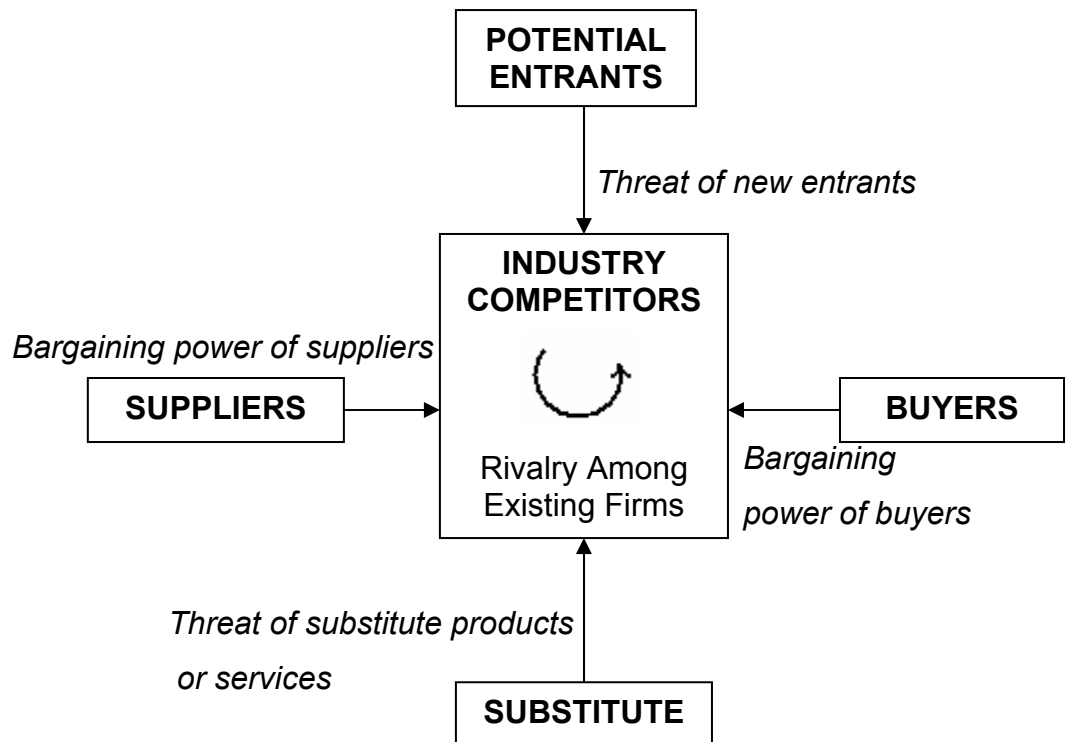 POTENTIAL
ENTRANTS
Threat of new entrants
INDUSTRY
COMPETITORS
Bargaining power of suppliers
SUPPLIERS
BUYERS
Rivalry Among
Existing Firms
Bargaining
power of buyers
Threat of substitute products
or services
SUBSTITUTE